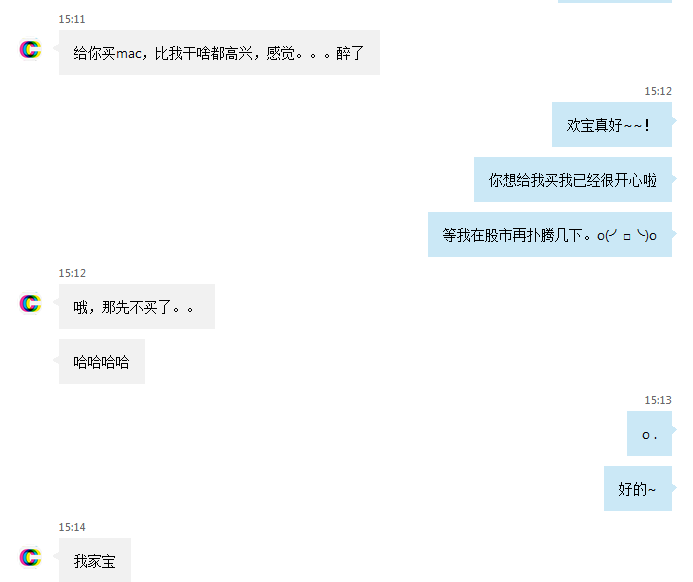 15:11
给你买mac，比我干啥都高兴，感觉。。。醉了
15:12
欢宝真好~~！
你想给我买我已经很开心啦
等我在股市再扑腾几下。o(╯□╰)o
15:12
哦，那先不买了。。
哈哈哈哈
15:13
o .
好的~
15:14
我家宝